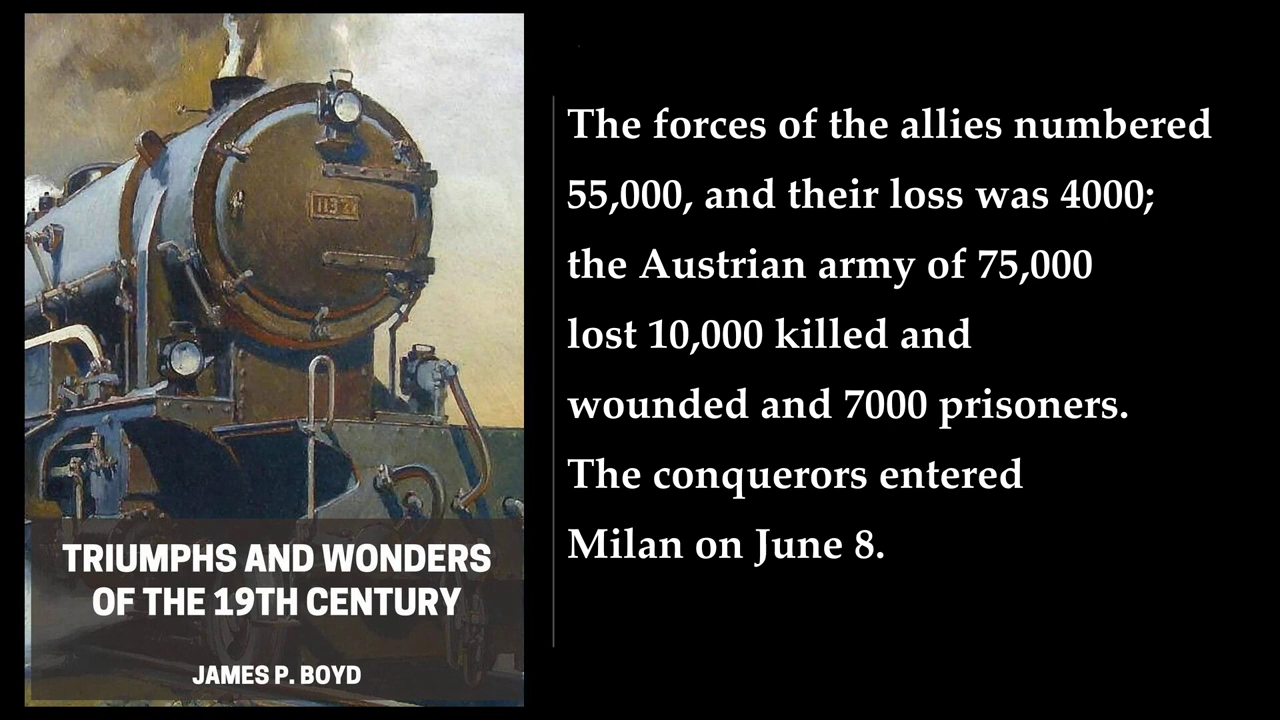 TRIUMPHS AND WONDERS
OF THE 19TH CENTURY
JAMES P. BOYD
The forces of the allies numbered
55,000, and their loss was 4000;
the Austrian army of 75,000
lost 10,000 killed and
wounded and 7000 prisoners.
The conquerors entered
Milan on June 8.